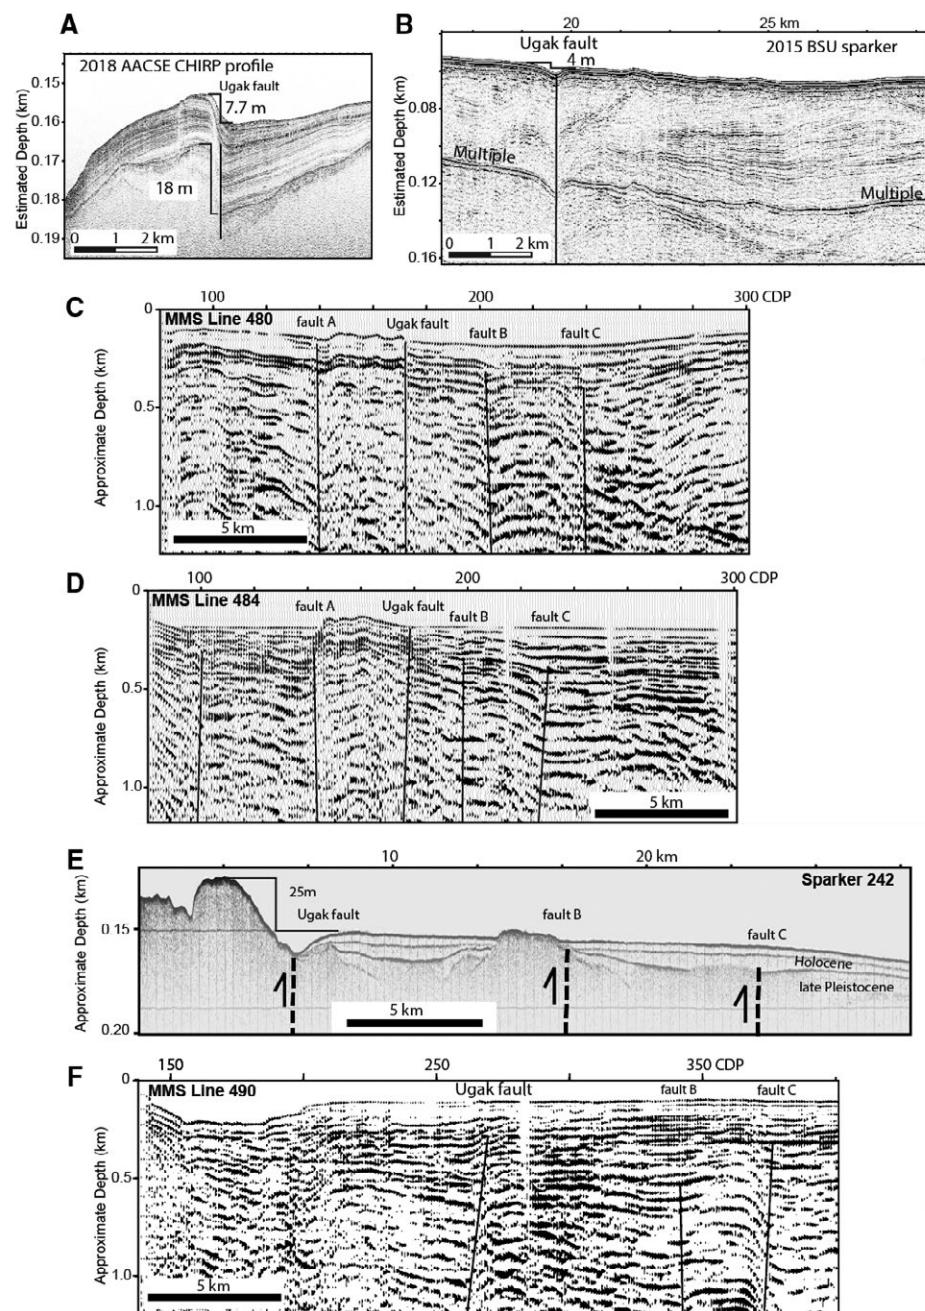 A
2018 AACSE CHIRP profile
Ugak fault
7.7 m
18 m
Estimated Depth (km)
0.15
0.16
0.17
0.18
0.19
0 1 2 km
B
20 25 km
Ugak fault
4 m
2015 BSU sparker
Estimated Depth (km)
0.08
0.12
0.16
Multiple
Multiple
0 1 2 km
C
100 200 300 CDP
MMS Line 480
fault A
Ugak fault
fault B
fault C
Approximate Depth (km)
0
0.5
1.0
5 km
D
100 200 300 CDP
MMS Line 484
fault A
Ugak fault
fault B
fault C
Approximate Depth (km)
0
0.5
1.0
5 km
E
10 20 km
Sparker 242
25m
Ugak fault
fault B
fault C
Holocene
late Pleistocene
Approximate Depth (km)
0.15
0.20
5 km
F
150 250 350 CDP
MMS Line 490
Ugak fault
fault B
fault C
Approximate Depth (km)
0
0.5
1.0
5 km